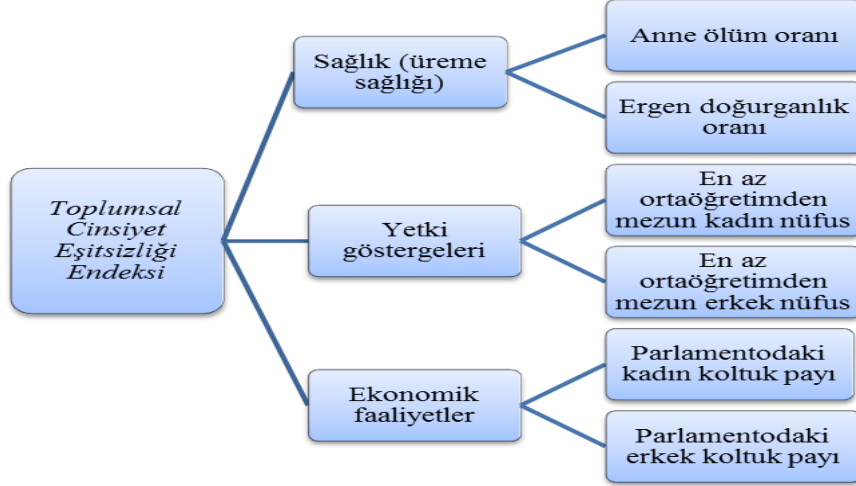 Toplumsal
Cinsiyet
Eşitsizliği
Endeksi
Sağlık (üreme
sağlığı)
Anne ölüm oranı
Ergen doğurganlık
oranı
Yetki
göstergeleri
En az
ortaöğretimden
mezun kadın nüfus
En az
ortaöğretimden
mezun erkek nüfus
Ekonomik
faaliyetler
Parlamentodaki
kadın koltuk payı
Parlamentodaki
erkek koltuk payı